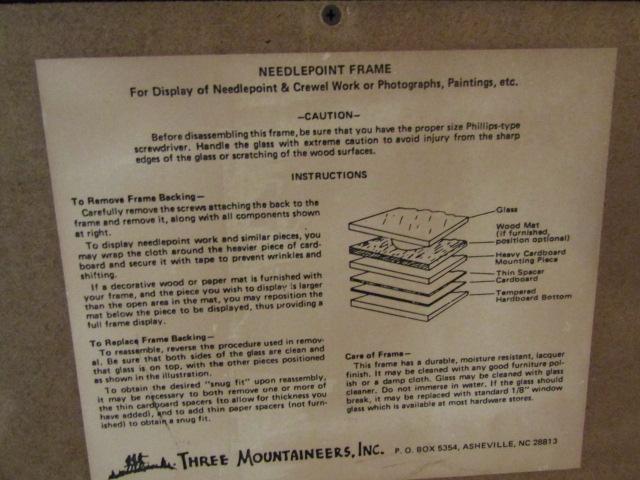 NEEDLEPOINT FRAME
For Display of Needlepoint & Crewel Work or Photographs, Paintings, etc.
—CAUTION—
Before disassembling this frame, be sure that you have the proper size Phillips-type
screwdriver. Handle the glass with extreme caution to avoid injury from the sharp
edges of the glass or scratching of the wood surfaces.
INSTRUCTIONS
To Remove Frame Backing—
Carefully remove the screws attaching the back to the
frame and remove it, along with all components shown
at right.
To display needlepoint work and similar pieces, you
may wrap the cloth around the heavier piece of card-
board and secure it with tape to prevent wrinkles and
shifting.
If a decorative wood or paper mat is furnished with
your frame, and the piece you wish to display is larger
than the open area in the mat, you may reposition the
mat below the piece to be displayed, thus providing a
full frame display.
To Replace Frame Backing—
To reassemble, reverse the procedure used in remov-
al. Be sure that both sides of the glass are clean and
that glass is on top, with the other pieces positioned
as shown in the illustration.
To obtain the desired "snug fit" upon reassembly,
it may be necessary to both remove one or more of
the thin cardboard spacers (to allow for thickness you
have added), and to add thin paper spacers (not furn-
ished) to obtain a snug fit.
Glass
Wood Mat
(if furnished,
position optional)
Heavy Cardboard
Mounting Piece
Thin Spacer
Cardboard
Tempered
Hardboard Bottom
Care of Frame—
This frame has a durable, moisture resistant, lacquer
finish. It may be cleaned with any good furniture pol-
ish or a damp cloth. Glass may be cleaned with glass
cleaner. Do not immerse in water. If the glass should
break, it may be replaced with standard 1/8" window
glass which is available at most hardware stores.
THREE MOUNTAINEERS, INC. P. O. BOX 5354, ASHEVILLE, NC 28813